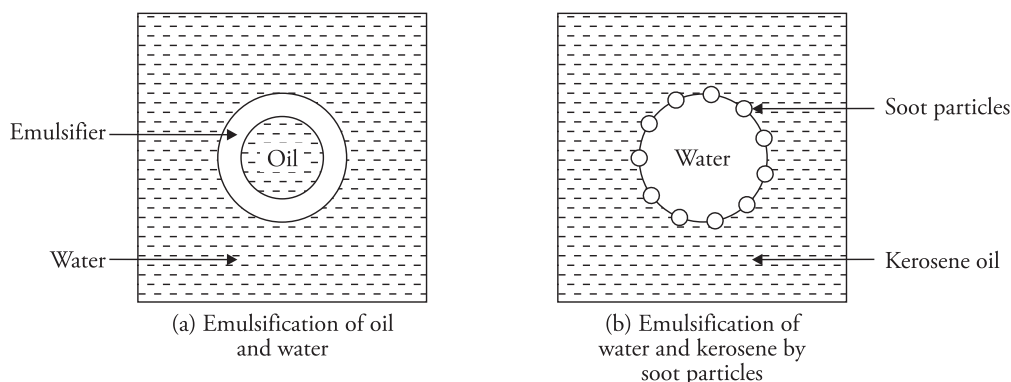 Emulsifier
Oil
Water
(a) Emulsification of oil
and water
Soot particles
Water
Kerosene oil
(b) Emulsification of
water and kerosene by
soot particles